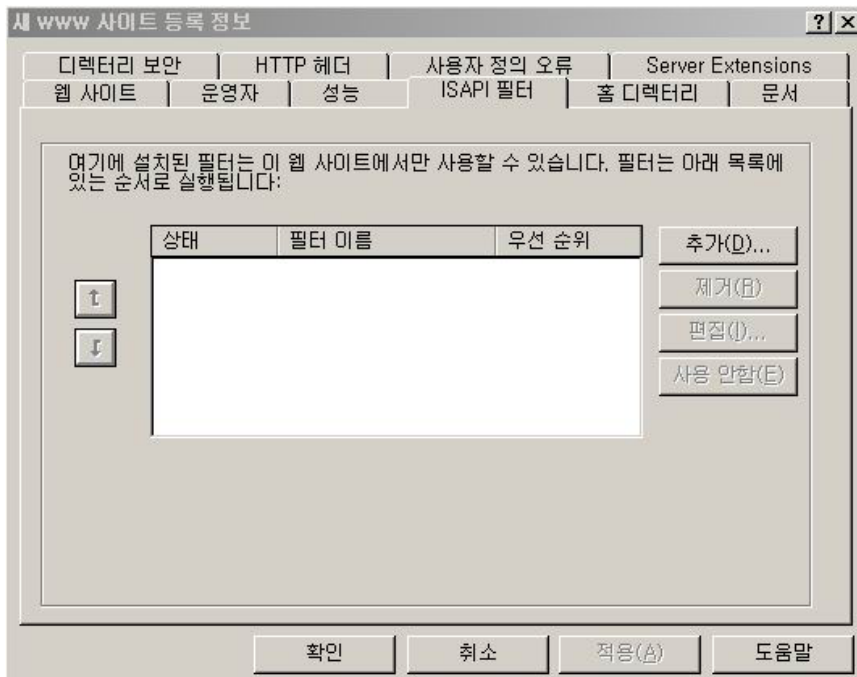 새 WWW 사이트 등록 정보
디렉터리 보안 HTTP 헤더 사용자 정의 오류 Server Extensions
웹 사이트 운영자 성능 ISAPI 필터 홈 디렉터리 문서
여기에 설치된 필터는 이 웹 사이트에서만 사용할 수 있습니다. 필터는 아래 목록에
있는 순서로 실행됩니다:
상태 필터 이름 우선 순위
추가(D)...
제거(R)
편집(I)...
사용 안함(E)
확인 취소 적용(A) 도움말